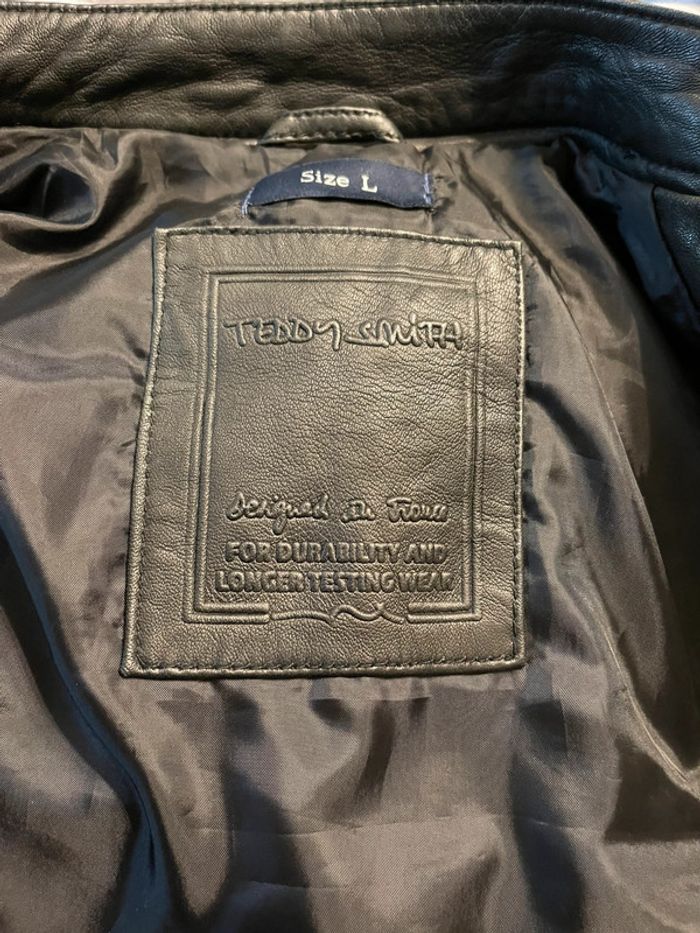 Size L
TEDDY SMITH
designed in France
FOR DURABILITY AND
LONGER TESTING WEAR